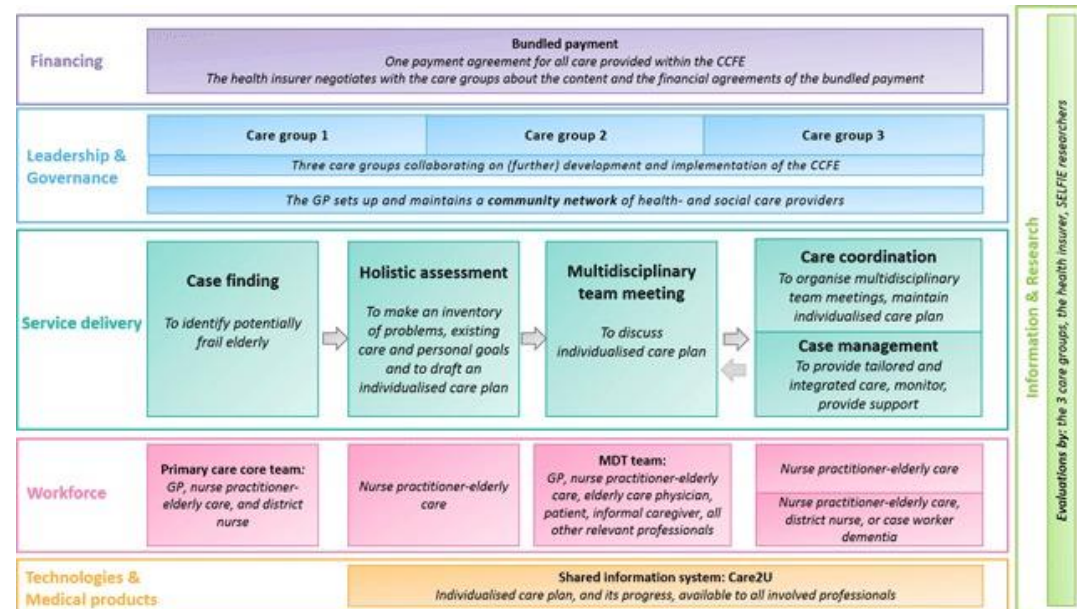 Financing
Bundled payment
One payment agreement for all care provided within the CCFE
The health insurer negotiates with the care groups about the content and the financial agreements of the bundled payment
Leadership &
Governance
Care group 1
Care group 2
Care group 3
Three care groups collaborating on (further) development and implementation of the CCFE
The GP sets up and maintains a community network of health- and social care providers
Service delivery
Case finding
To identify potentially
frail elderly
Holistic assessment
To make an inventory
of problems, existing
care and personal goals
and to draft an
individualised care plan
Multidisciplinary
team meeting
To discuss
individualised care plan
Care coordination
To organise multidisciplinary
team meetings, maintain
individualised care plan
Case management
To provide tailored and
integrated care, monitor,
provide support
Workforce
Primary care core team:
GP, nurse practitioner-
elderly care, and district
nurse
Nurse practitioner-elderly
care
MDT team:
GP, nurse practitioner-elderly
care, elderly care physician,
patient, informal caregiver, all
other relevant professionals
Nurse practitioner-elderly care
Nurse practitioner-elderly care,
district nurse, or case worker
dementia
Technologies &
Medical products
Shared information system: Care2U
Individualised care plan, and its progress, available to all involved professionals
Information & Research
Evaluations by: the 3 care groups, the health insurer, SELFIE researchers